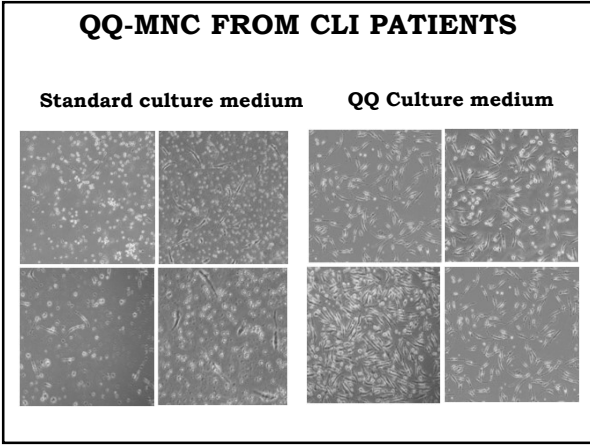 QQ-MNC FROM CLI PATIENTS
Standard culture medium
QQ Culture medium